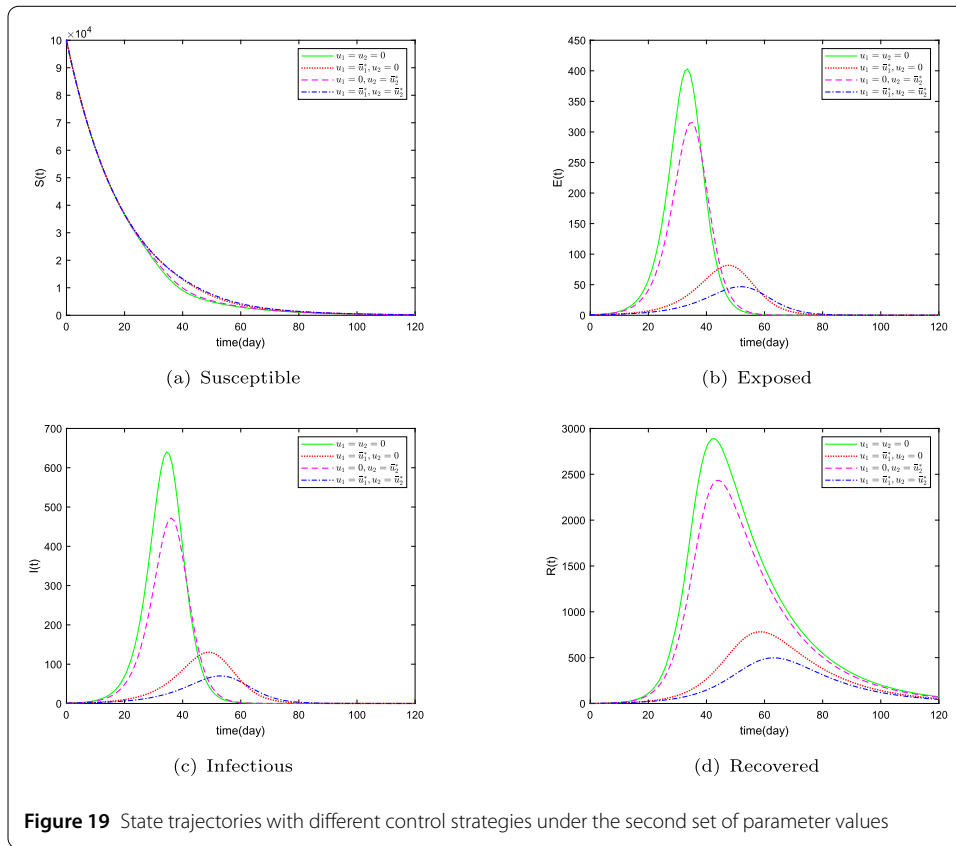 × 10⁴
10
9
8
7
6
5
4
3
2
1
0
S(t)
0 20 40 60 80 100 120
time(day)
u₁ = u₂ = 0
u₁ = ū₁*, u₂ = 0
u₁ = 0, u₂ = ū₂*
u₁ = ū₁*, u₂ = ū₂*
(a) Susceptible
450
400
350
300
250
200
150
100
50
0
E(t)
0 20 40 60 80 100 120
time(day)
u₁ = u₂ = 0
u₁ = ū₁*, u₂ = 0
u₁ = 0, u₂ = ū₂*
u₁ = ū₁*, u₂ = ū₂*
(b) Exposed
700
600
500
400
300
200
100
0
I(t)
0 20 40 60 80 100 120
time(day)
u₁ = u₂ = 0
u₁ = ū₁*, u₂ = 0
u₁ = 0, u₂ = ū₂*
u₁ = ū₁*, u₂ = ū₂*
(c) Infectious
3000
2500
2000
1500
1000
500
0
R(t)
0 20 40 60 80 100 120
time(day)
u₁ = u₂ = 0
u₁ = ū₁*, u₂ = 0
u₁ = 0, u₂ = ū₂*
u₁ = ū₁*, u₂ = ū₂*
(d) Recovered
Figure 19 State trajectories with different control strategies under the second set of parameter values